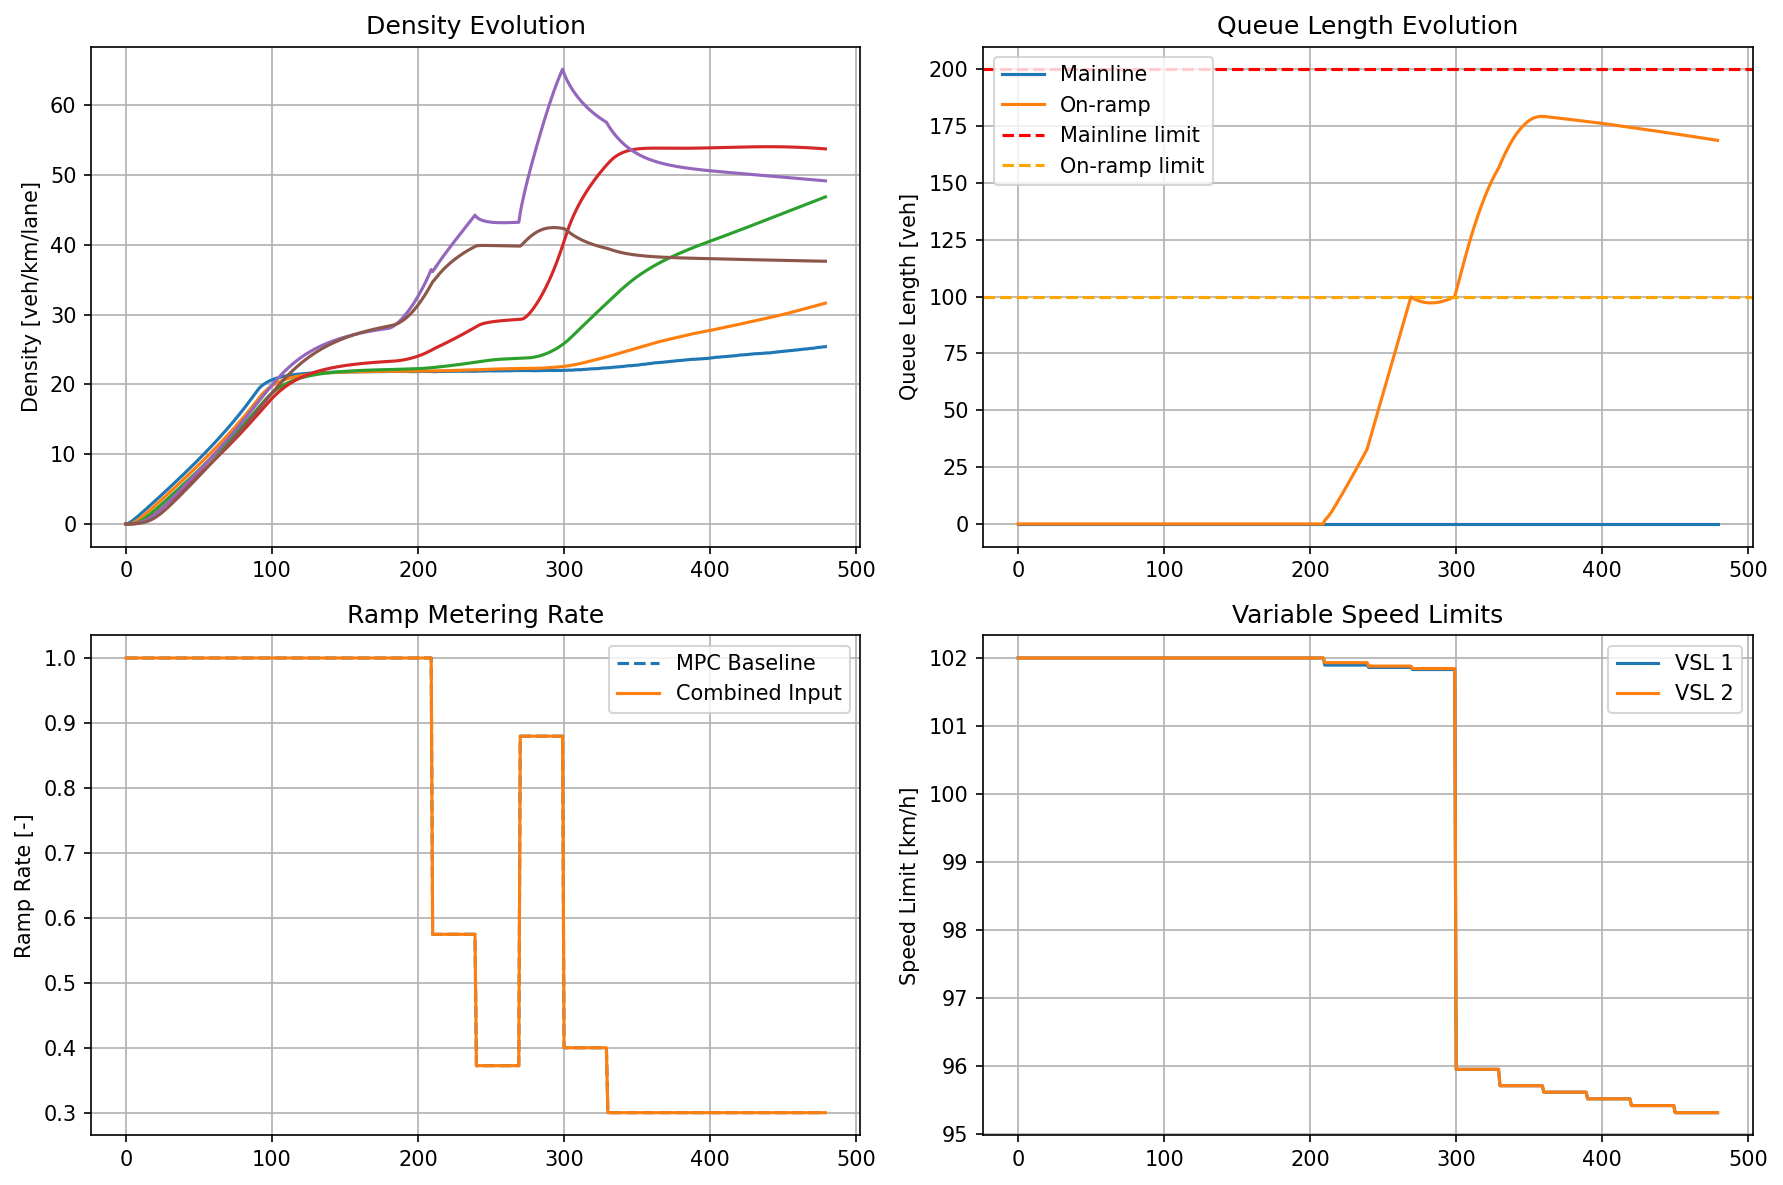 Density Evolution
Density [veh/km/lane]
60
50
40
30
20
10
0
0 100 200 300 400 500
Queue Length Evolution
Queue Length [veh]
200
175
150
125
100
75
50
25
0
Mainline
On-ramp
Mainline limit
On-ramp limit
0 100 200 300 400 500
Ramp Metering Rate
Ramp Rate [-]
1.0
0.9
0.8
0.7
0.6
0.5
0.4
0.3
MPC Baseline
Combined Input
0 100 200 300 400 500
Variable Speed Limits
Speed Limit [km/h]
102
101
100
99
98
97
96
95
VSL 1
VSL 2
0 100 200 300 400 500